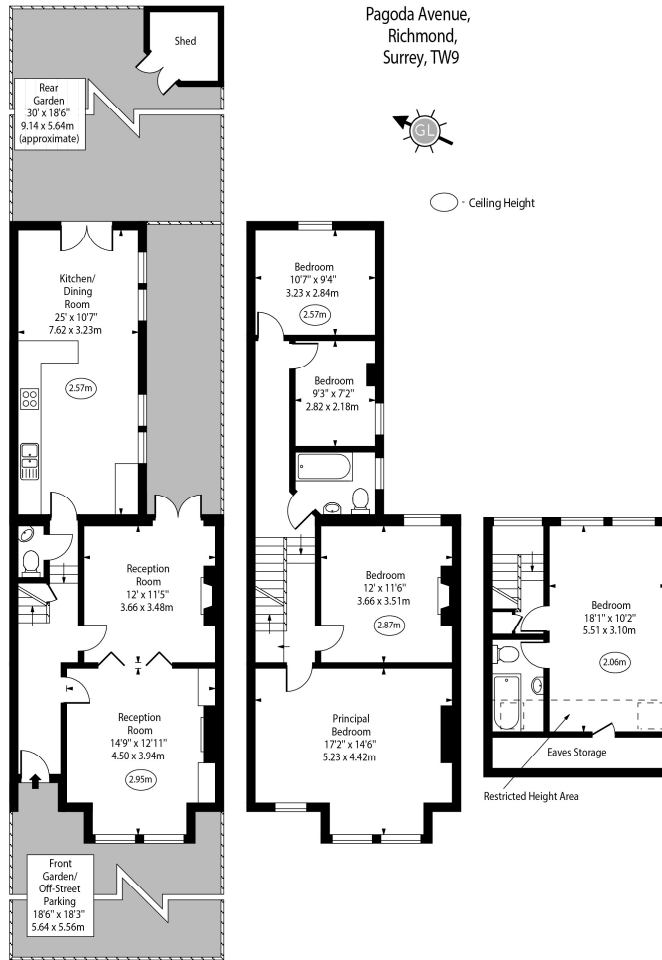 Pagoda Avenue,
Richmond,
Surrey, TW9
GL
- Ceiling Height
Shed
Rear
Garden
30' x 18'6"
9.14 x 5.64m
(approximate)
Kitchen/
Dining
Room
25' x 10'7"
7.62 x 3.23m
2.57m
Reception
Room
12' x 11'5"
3.66 x 3.48m
Reception
Room
14'9" x 12'11"
4.50 x 3.94m
2.95m
Front
Garden/
Off-Street
Parking
18'6" x 18'3"
5.64 x 5.56m
Bedroom
10'7" x 9'4"
3.23 x 2.84m
2.57m
Bedroom
9'3" x 7'2"
2.82 x 2.18m
Bedroom
12' x 11'6"
3.66 x 3.51m
2.87m
Principal
Bedroom
17'2" x 14'6"
5.23 x 4.42m
Bedroom
18'1" x 10'2"
5.51 x 3.10m
2.06m
Eaves Storage
Restricted Height Area